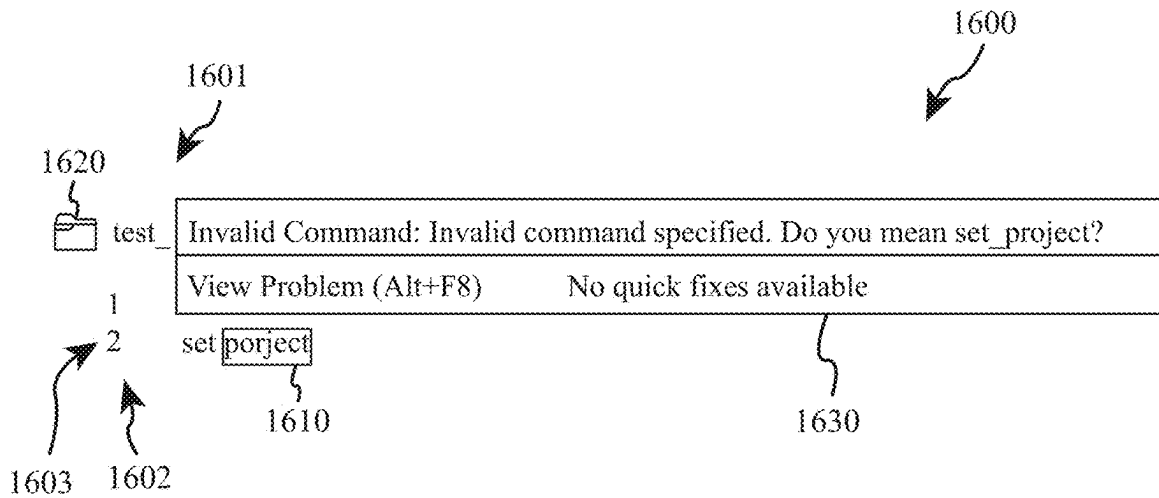 1600
1601
1620
test_ Invalid Command: Invalid command specified. Do you mean set_project?
View Problem (Alt+F8) No quick fixes available
1
2 set porject
1610
1630
1603
1602